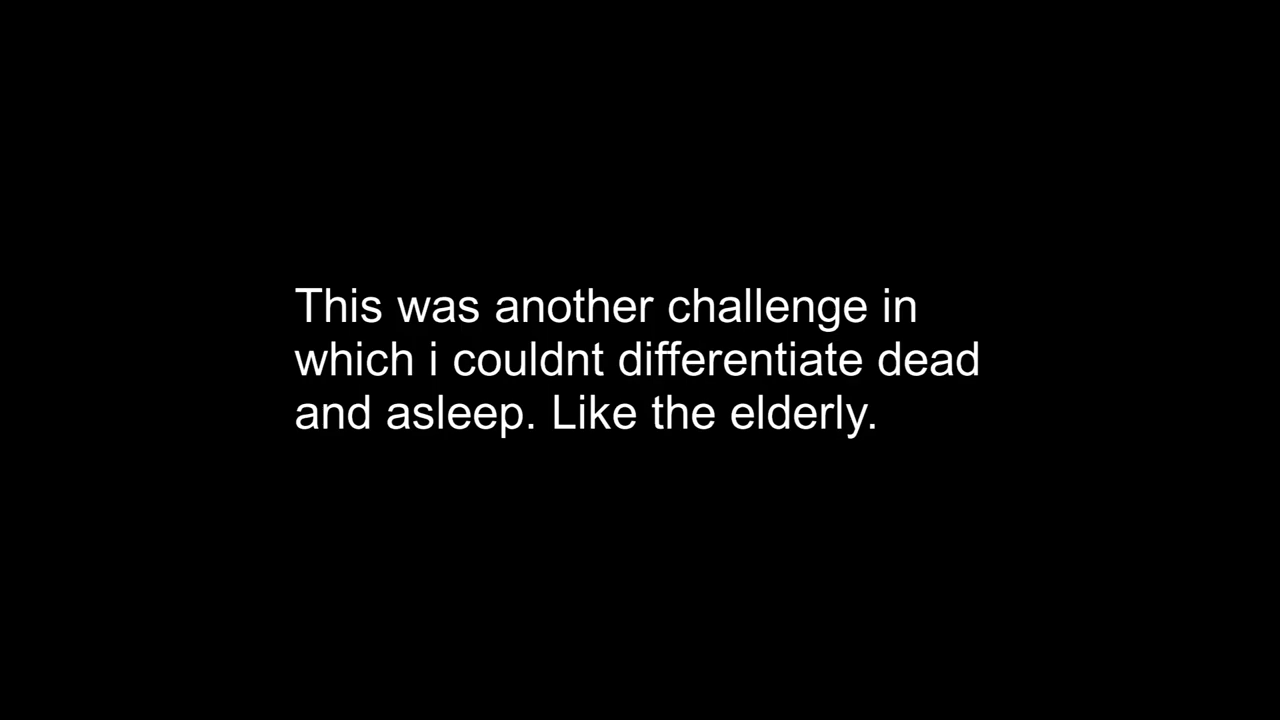 This was another challenge in
which i couldnt differentiate dead
and asleep. Like the elderly.